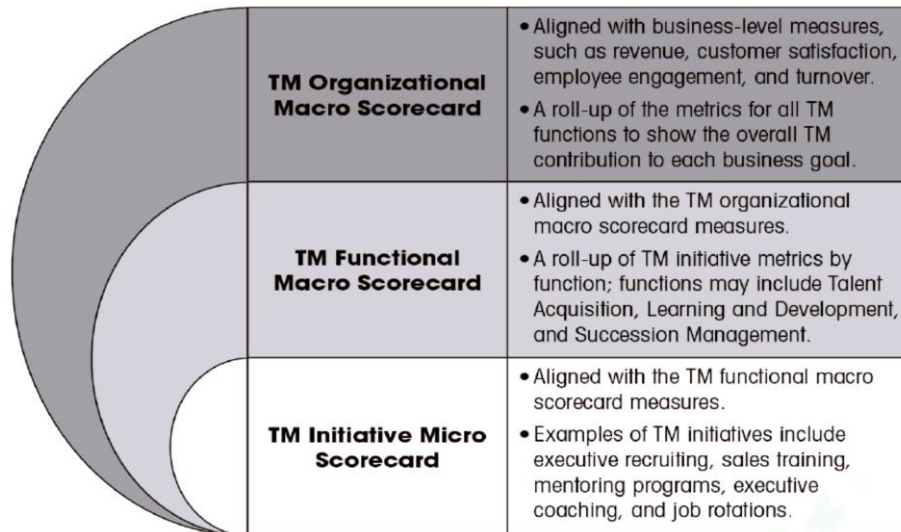 TM Organizational
Macro Scorecard
• Aligned with business-level measures,
such as revenue, customer satisfaction,
employee engagement, and turnover.
• A roll-up of the metrics for all TM
functions to show the overall TM
contribution to each business goal.
TM Functional
Macro Scorecard
• Aligned with the TM organizational
macro scorecard measures.
• A roll-up of TM initiative metrics by
function; functions may include Talent
Acquisition, Learning and Development,
and Succession Management.
TM Initiative Micro
Scorecard
• Aligned with the TM functional macro
scorecard measures.
• Examples of TM initiatives include
executive recruiting, sales training,
mentoring programs, executive
coaching, and job rotations.